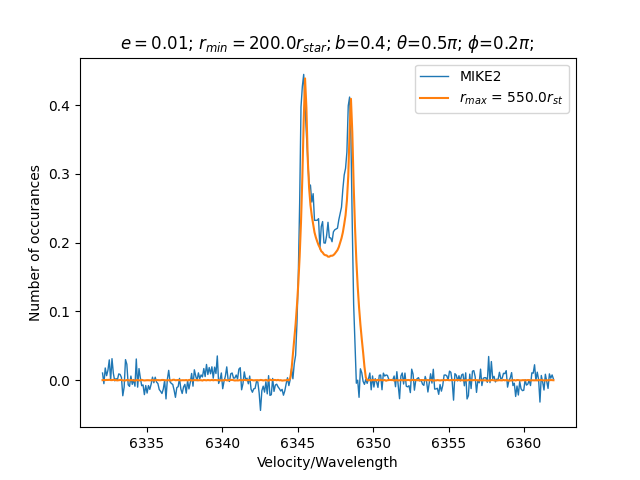 e = 0.01; r_min = 200.0r_star; b=0.4; θ=0.5π; ϕ=0.2π;
MIKE2
r_max = 550.0r_st
Number of occurances
0.4
0.3
0.2
0.1
0.0
6335 6340 6345 6350 6355 6360
Velocity/Wavelength